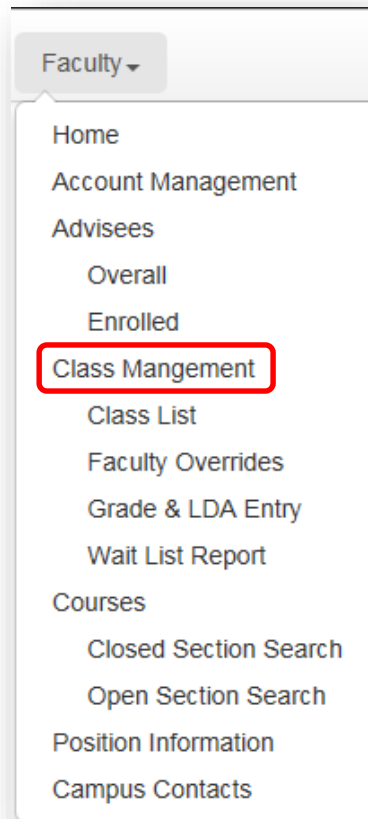 Faculty
Home
Account Management
Advisees
Overall
Enrolled
Class Mangement
Class List
Faculty Overrides
Grade & LDA Entry
Wait List Report
Courses
Closed Section Search
Open Section Search
Position Information
Campus Contacts